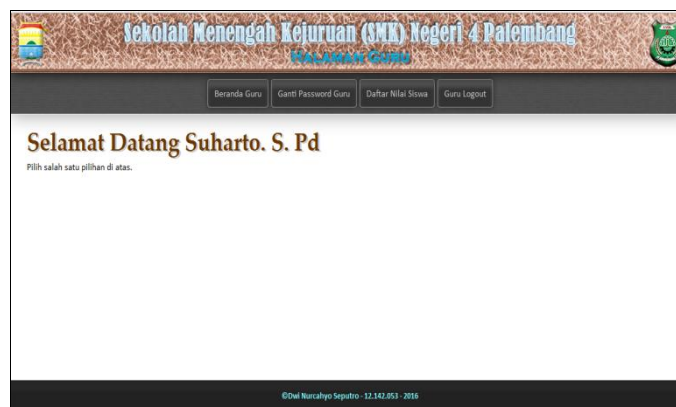 Sekolah Menengah Kejuruan (SMK) Negeri 4 Palembang
HALAMAN GURU
Beranda Guru
Ganti Password Guru
Daftar Nilai Siswa
Guru Logout
Selamat Datang Suharto. S. Pd
Pilih salah satu pilihan di atas.
©Dwi Nurcahyo Seputro - 12.142.053 - 2016